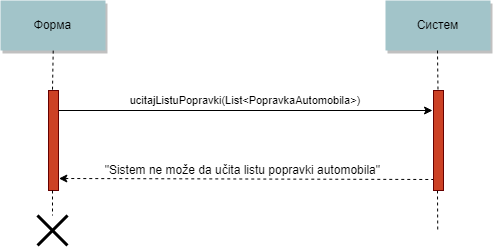 Форма
Систем
ucitajListuPopravki(List<PopravkaAutomobila>)
"Sistem ne može da učita listu popravki automobila"